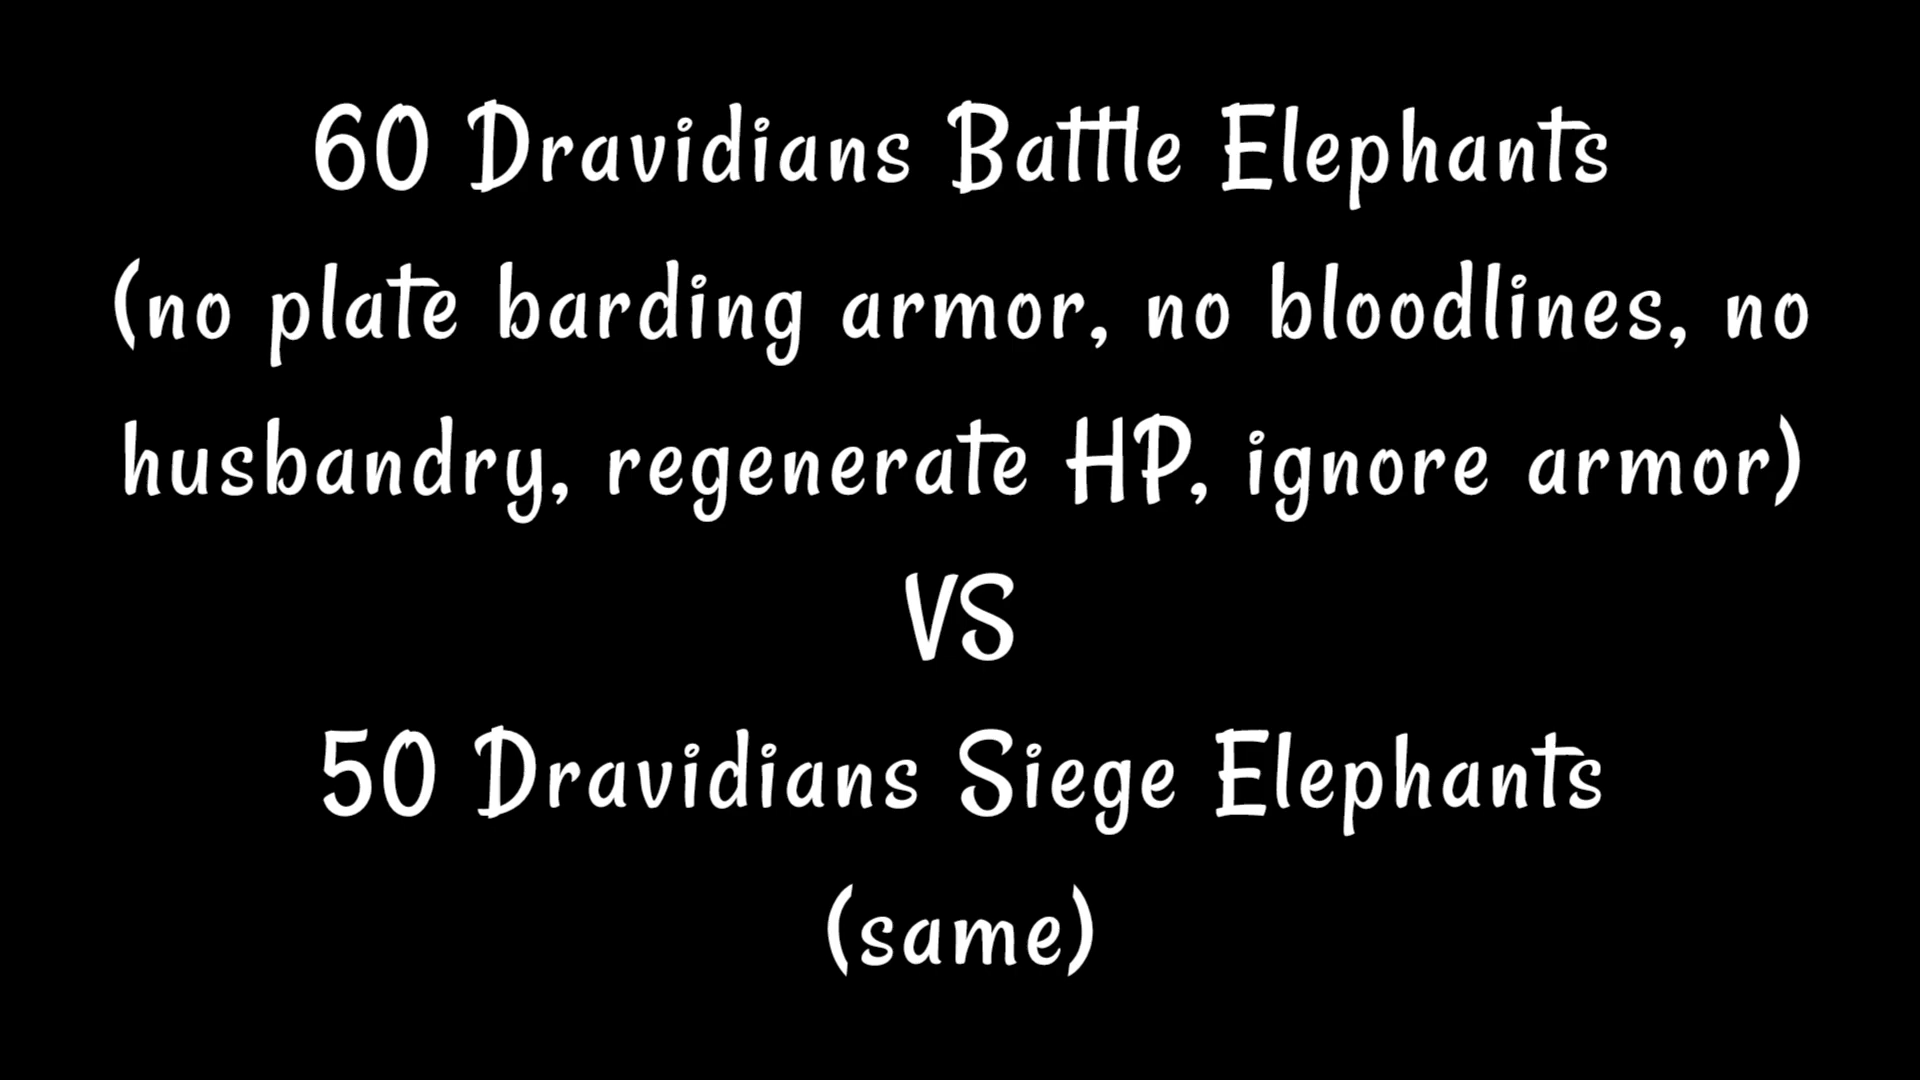 60 Dravidians Battle Elephants
(no plate barding armor, no bloodlines, no
husbandry, regenerate HP, ignore armor)
VS
50 Dravidians Siege Elephants
(same)